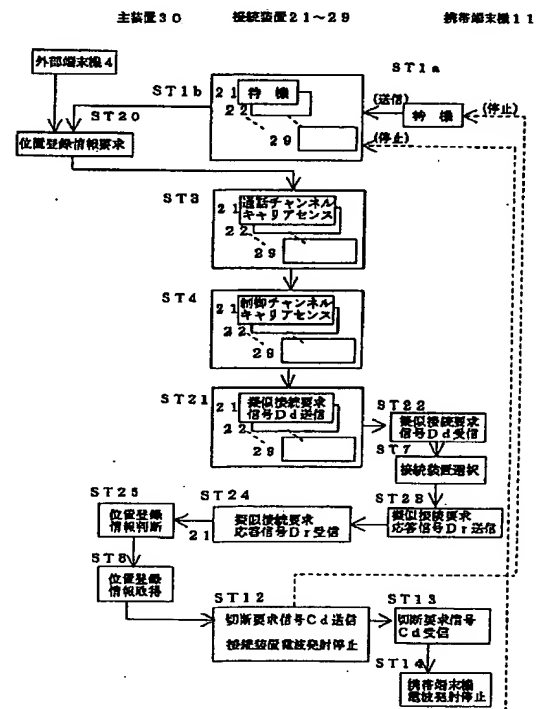 主装置30 接続装置21~29 携帯端末機11
外部端末機4
ST1b
21
待機
22
29
ST1a
(送信)
待機
(停止)
(停止)
ST20
位置登録情報要求
ST3
21
通話チャンネル
キャリアセンス
22
29
ST4
21
制御チャンネル
キャリアセンス
22
29
ST21
21
擬似接続要求
信号Dd送信
22
29
ST22
擬似接続要求
信号Dd受信
ST7
接続装置選択
ST23
擬似接続要求
応答信号Dr送信
ST24
擬似接続要求
応答信号Dr受信
21
ST25
位置登録
情報判断
ST8
位置登録
情報取得
ST12
切断要求信号Cd送信
接続装置電波発射停止
ST13
切断要求信号
Cd受信
ST14
携帯端末機
電波発射停止